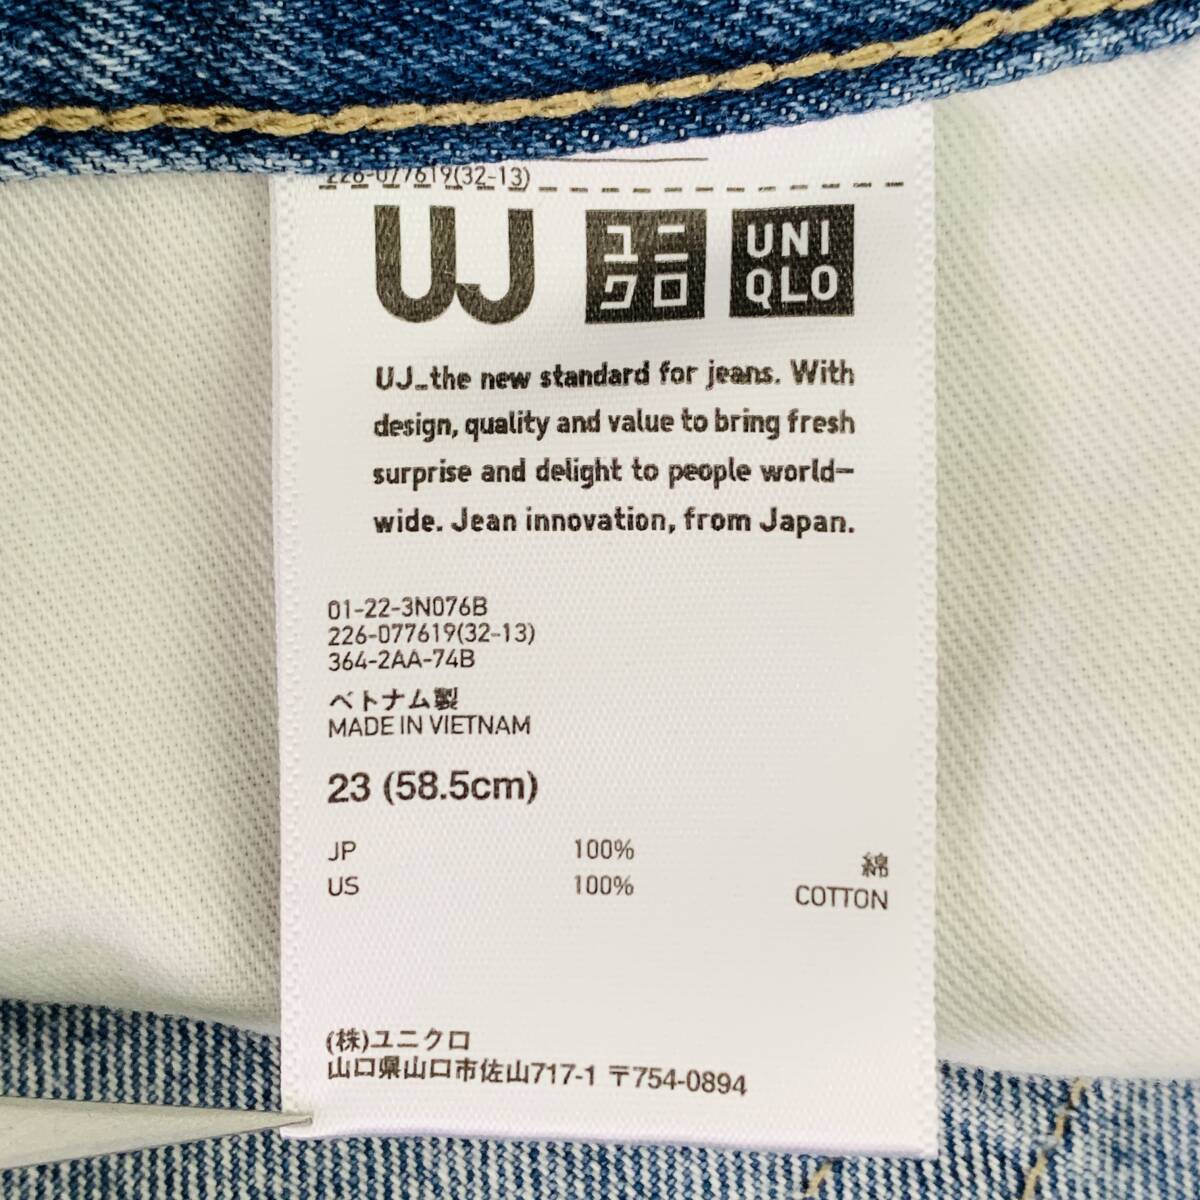 226-077619(32-13)
UJ ユニクロ UNIQLO
UJ_the new standard for jeans. With
design, quality and value to bring fresh
surprise and delight to people world-
wide. Jean innovation, from Japan.
01-22-3N076B
226-077619(32-13)
364-2AA-74B
ベトナム製
MADE IN VIETNAM
23 (58.5cm)
JP 100% 綿
US 100% COTTON
(株)ユニクロ
山口県山口市佐山717-1 〒754-0894